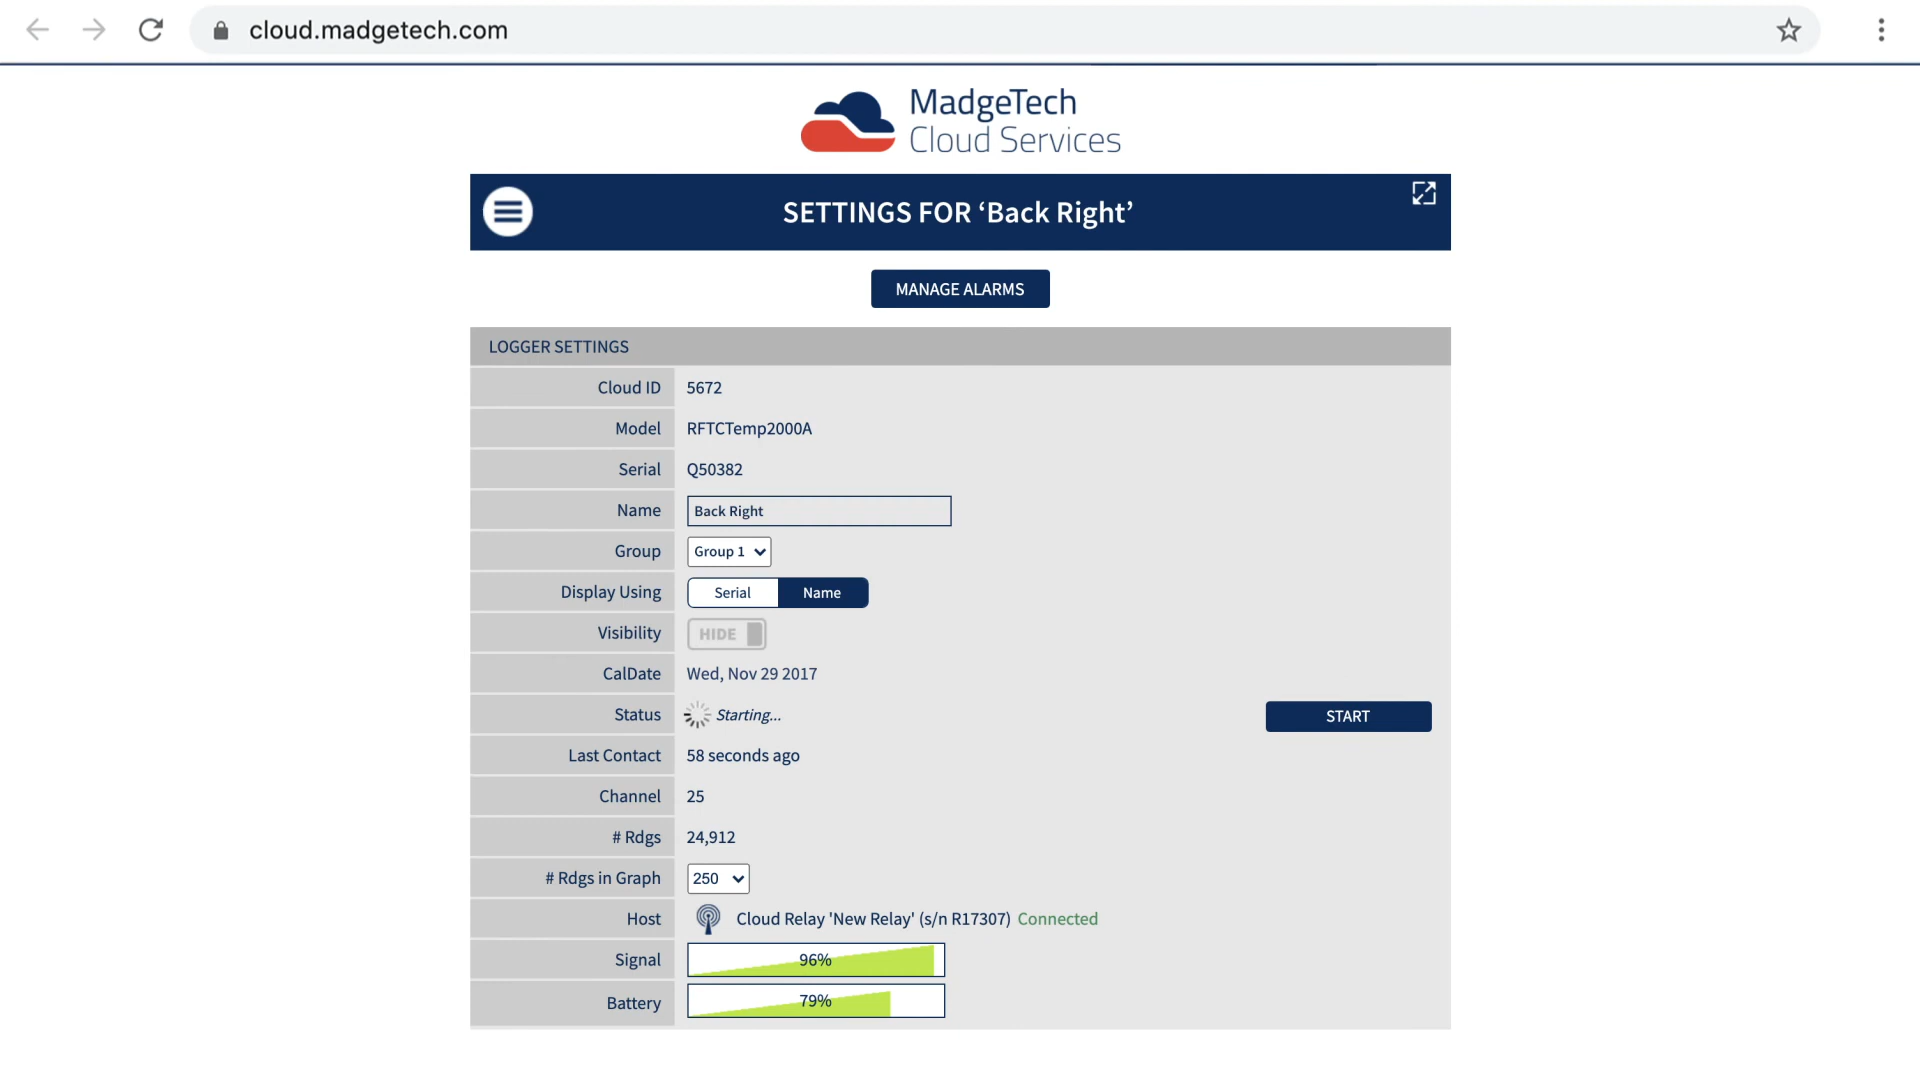 cloud.madgetech.com
MadgeTech
Cloud Services
SETTINGS FOR ‘Back Right’
MANAGE ALARMS
LOGGER SETTINGS
Cloud ID 5672
Model RFTCTemp2000A
Serial Q50382
Name Back Right
Group Group 1
Display Using Serial Name
Visibility HIDE
CalDate Wed, Nov 29 2017
Status Starting... START
Last Contact 58 seconds ago
Channel 25
# Rdgs 24,912
# Rdgs in Graph 250
Host Cloud Relay 'New Relay' (s/n R17307) Connected
Signal 96%
Battery 79%